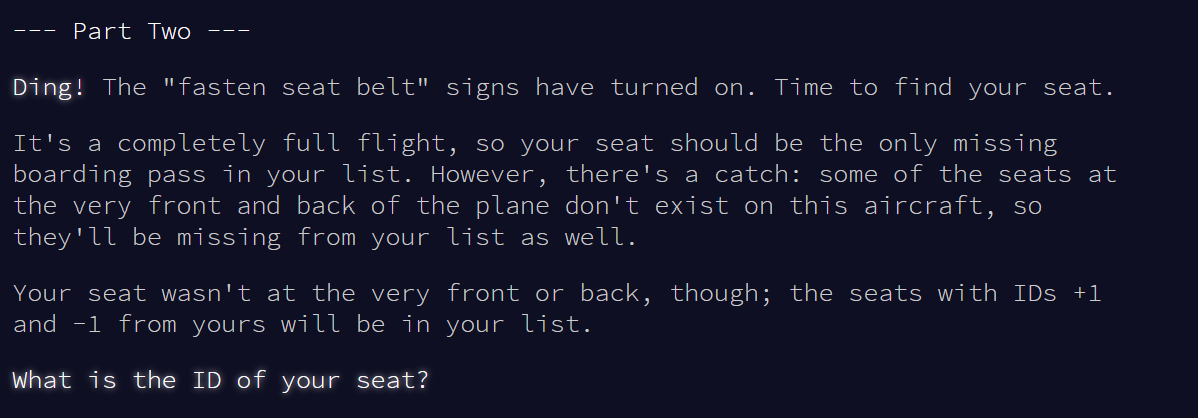 --- Part Two ---
Ding! The "fasten seat belt" signs have turned on. Time to find your seat.
It's a completely full flight, so your seat should be the only missing
boarding pass in your list. However, there's a catch: some of the seats at
the very front and back of the plane don't exist on this aircraft, so
they'll be missing from your list as well.
Your seat wasn't at the very front or back, though; the seats with IDs +1
and -1 from yours will be in your list.
What is the ID of your seat?